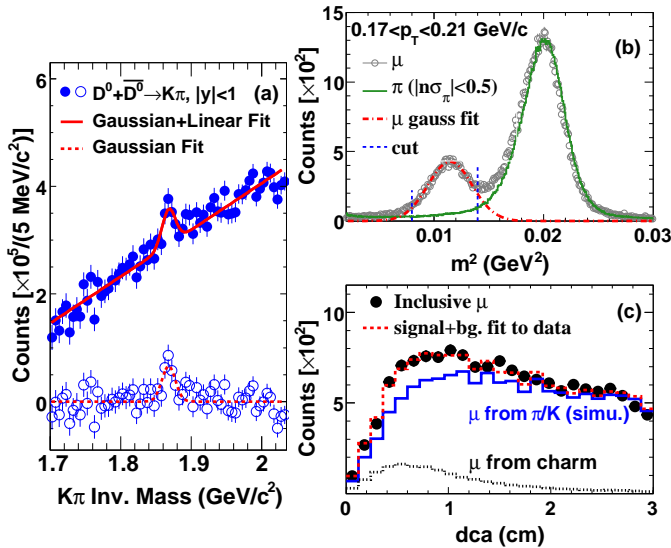 Counts [×10⁵/(5 MeV/c²)]
6
4
2
0
D⁰+D̅⁰→Kπ, |y|<1 (a)
Gaussian+Linear Fit
Gaussian Fit
1.7 1.8 1.9 2
Kπ Inv. Mass (GeV/c²)
Counts [×10²]
15
10
5
0
0.17<p_T<0.21 GeV/c
(b)
μ
π (|nσ_π|<0.5)
μ gauss fit
cut
0.01 0.02 0.03
m² (GeV²)
Counts [×10²]
10
5
0
Inclusive μ (c)
signal+bg. fit to data
μ from π/K (simu.)
μ from charm
0 1 2 3
dca (cm)